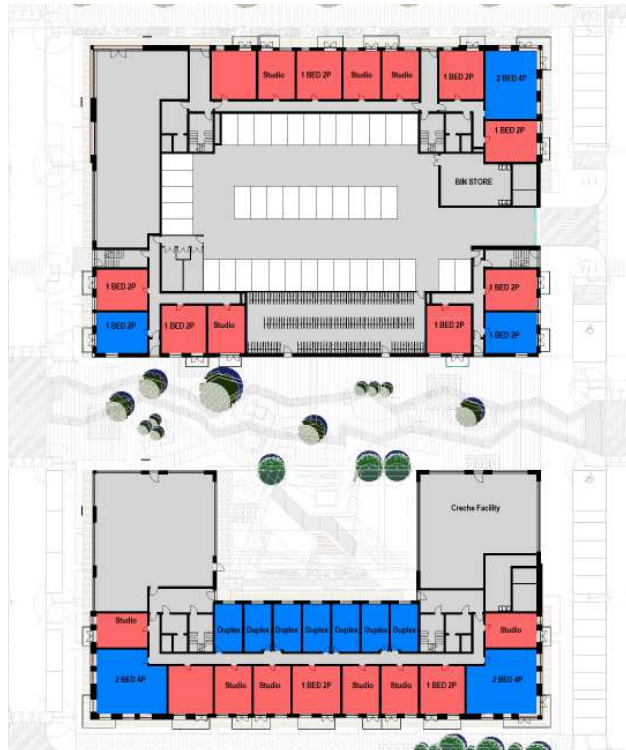 Studio
1 BED 2P
Studio
Studio
1 BED 2P
2 BED 4P
1 BED 2P
BIN STORE
1 BED 2P
1 BED 2P
1 BED 2P
1 BED 2P
Studio
1 BED 2P
1 BED 2P
Creche Facility
Studio
Duplex
Duplex
Duplex
Duplex
Duplex
Duplex
Duplex
Studio
2 BED 4P
Studio
Studio
1 BED 2P
Studio
Studio
1 BED 2P
2 BED 4P